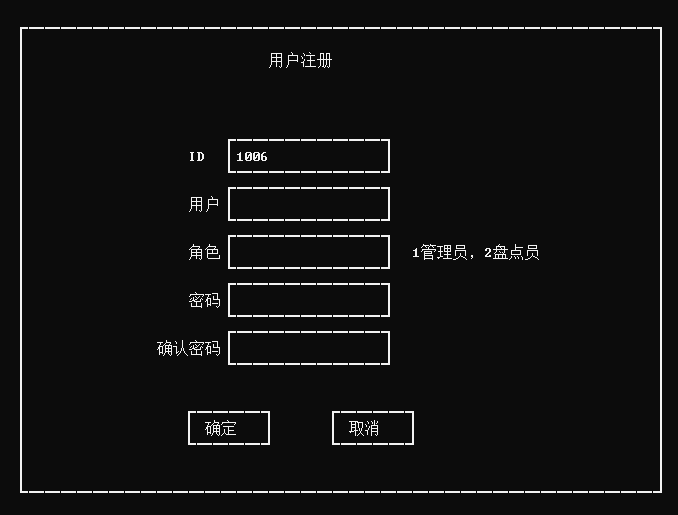 用户注册
ID 1006
用户
角色 1管理员，2盘点员
密码
确认密码
确定 取消